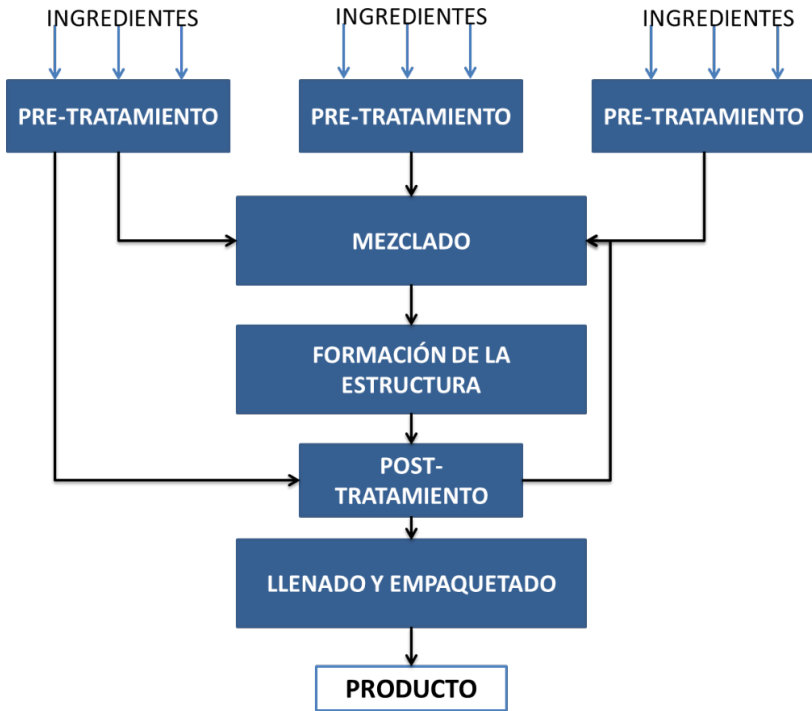 INGREDIENTES
INGREDIENTES
INGREDIENTES
PRE-TRATAMIENTO
PRE-TRATAMIENTO
PRE-TRATAMIENTO
MEZCLADO
FORMACIÓN DE LA
ESTRUCTURA
POST-
TRATAMIENTO
LLENADO Y EMPAQUETADO
PRODUCTO